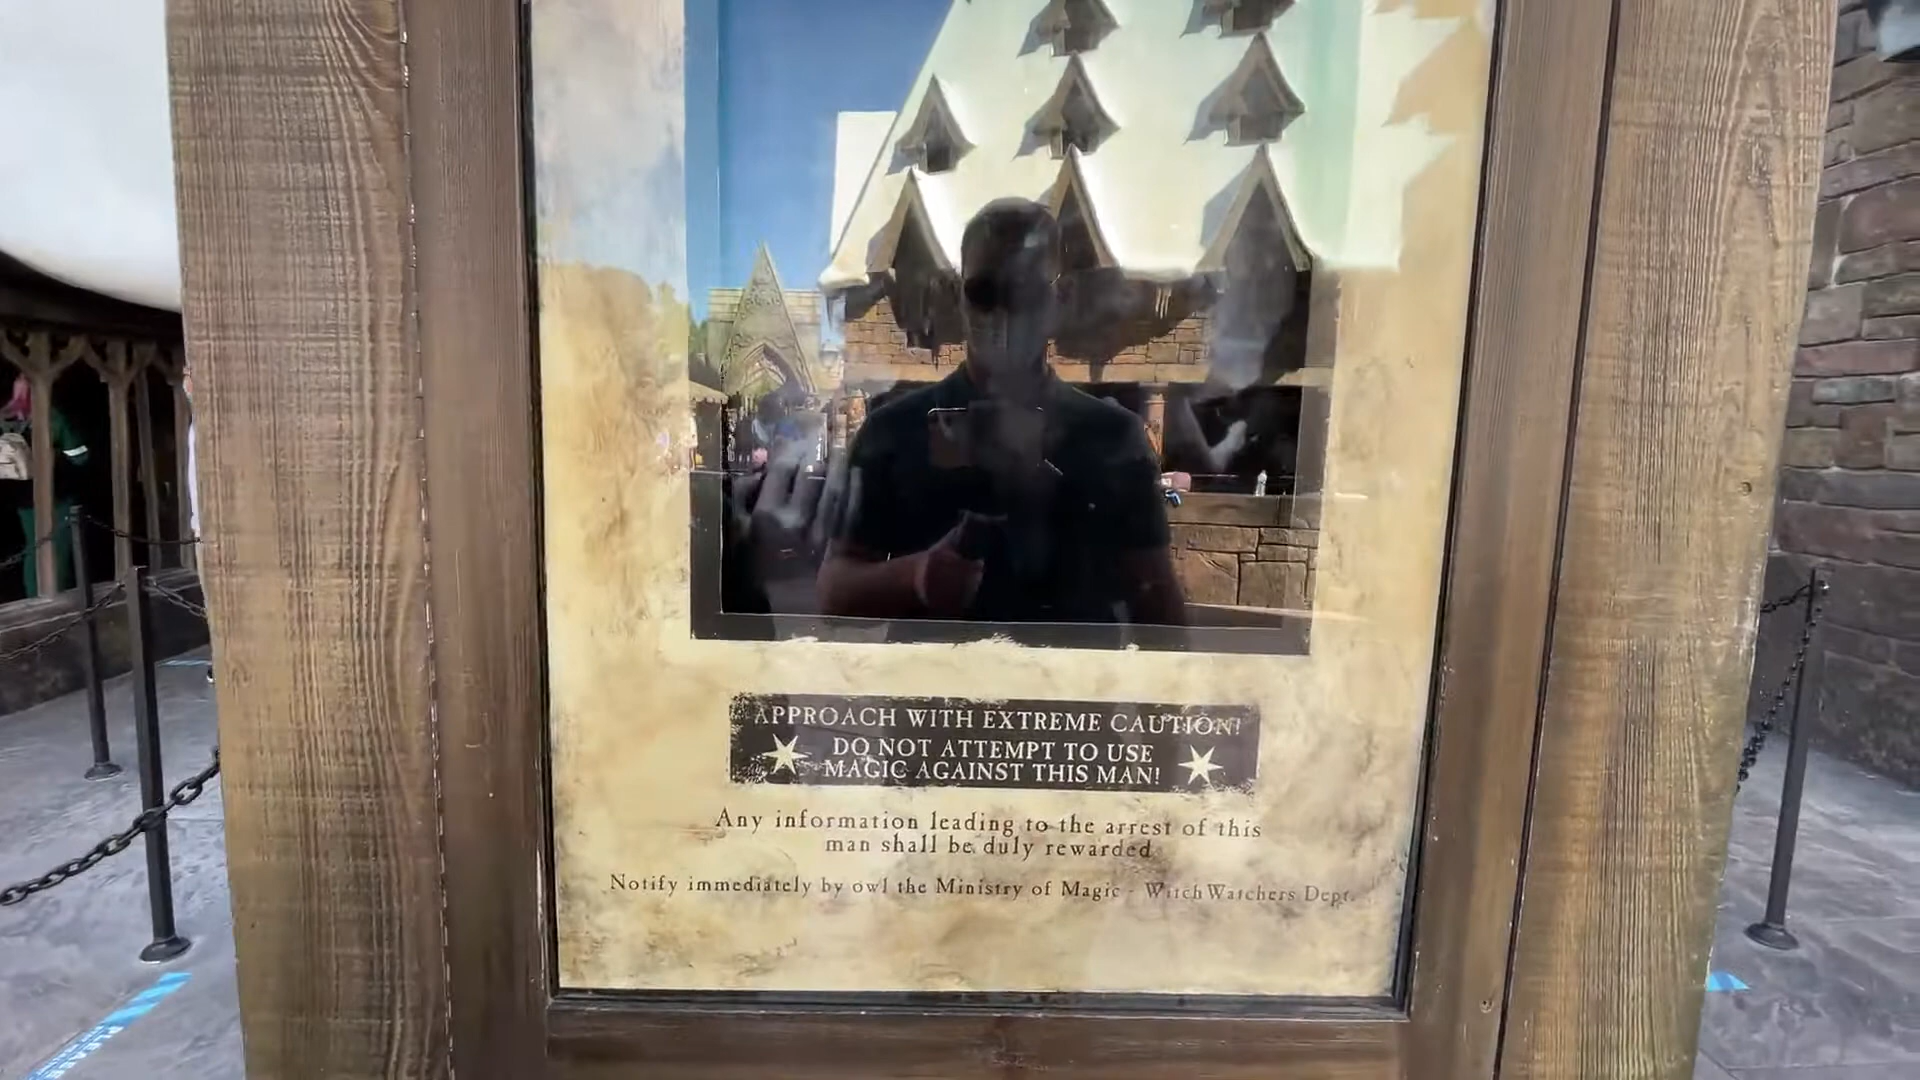 APPROACH WITH EXTREME CAUTION!
DO NOT ATTEMPT TO USE
MAGIC AGAINST THIS MAN!
Any information leading to the arrest of this
man shall be duly rewarded
Notify immediately by owl the Ministry of Magic - WitchWatchers Dept.
PLEASE